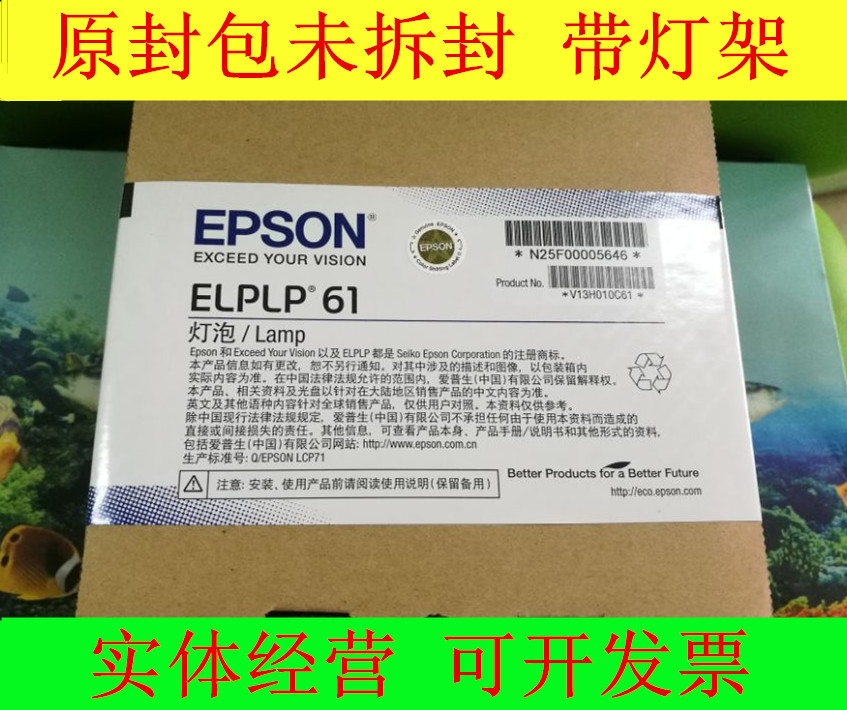 原封包未拆封 带灯架
EPSON®
EXCEED YOUR VISION
Genuine EPSON
EPSON
* N25F00005646 *
Product No.
*V13H010C61 *
ELPLP® 61
灯泡 / Lamp
Epson 和 Exceed Your Vision 以及 ELPLP 都是 Seiko Epson Corporation 的注册商标。
本产品信息如有更改，恕不另行通知。对其中涉及的描述和图像，以包装箱内
实际内容为准。在中国法律法规允许的范围内，爱普生(中国)有限公司保留解释权。
本产品、相关资料及光盘以针对在大陆地区销售产品的中文内容为准。
英文及其他语种内容针对全球销售产品，仅供用户对照。本资料仅供参考。
除中国现行法律法规规定，爱普生(中国)有限公司不承担任何由于使用本资料而造成的
直接或间接损失的责任。其他信息，可查看产品本身、产品手册/说明书和其他形式的资料，
包括爱普生(中国)有限公司网站: http://www.epson.com.cn
生产标准号: Q/EPSON LCP71
注意: 安装、使用产品前请阅读使用说明(保留备用)
Better Products for a Better Future
http://eco.epson.com
实体经营 可开发票